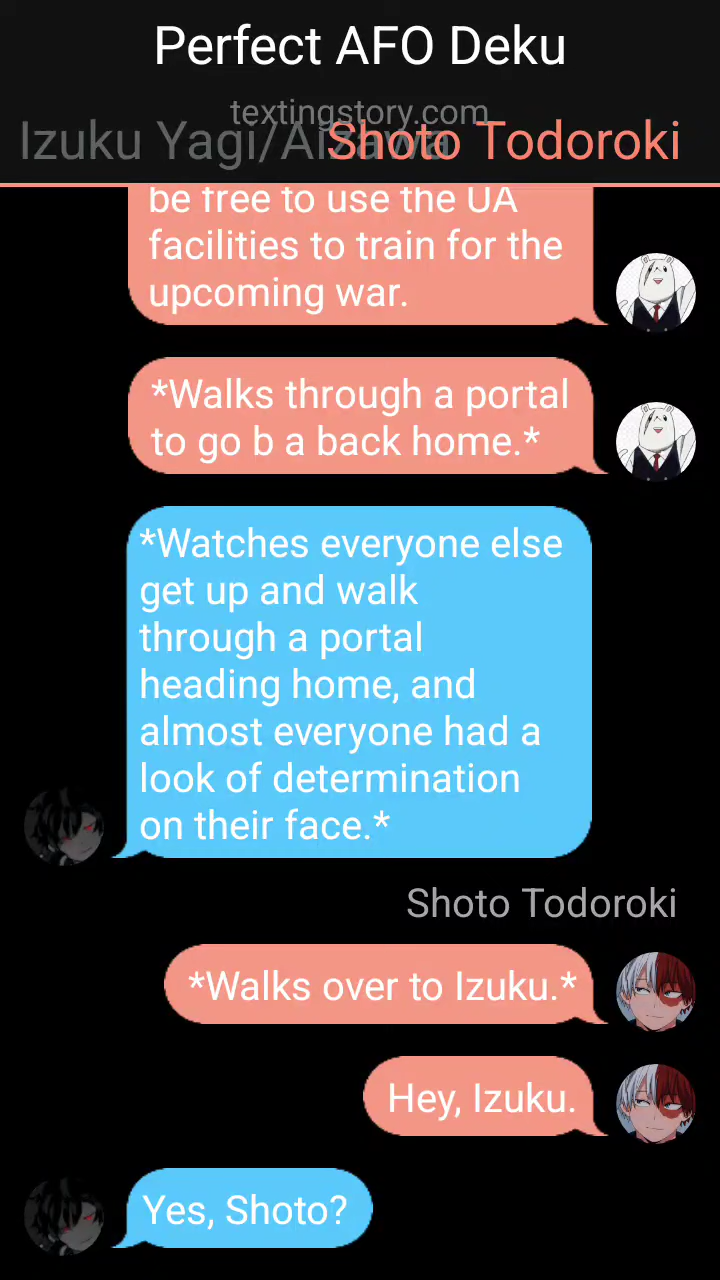 Perfect AFO Deku
textingstory.com
Izuku Yagi/Aizawa
Shoto Todoroki
be free to use the UA
facilities to train for the
upcoming war.
*Walks through a portal
to go b a back home.*
*Watches everyone else
get up and walk
through a portal
heading home, and
almost everyone had a
look of determination
on their face.*
Shoto Todoroki
*Walks over to Izuku.*
Hey, Izuku.
Yes, Shoto?